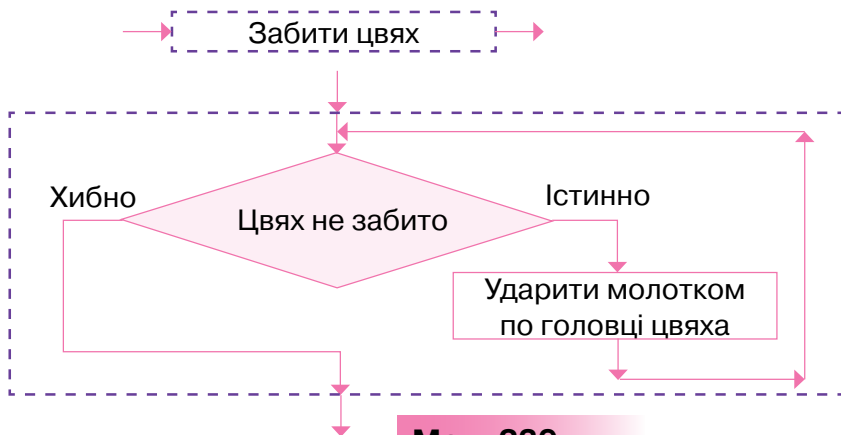 Забити цвях
Хибно
Істинно
Цвях не забито
Ударити молотком
по головці цвяха